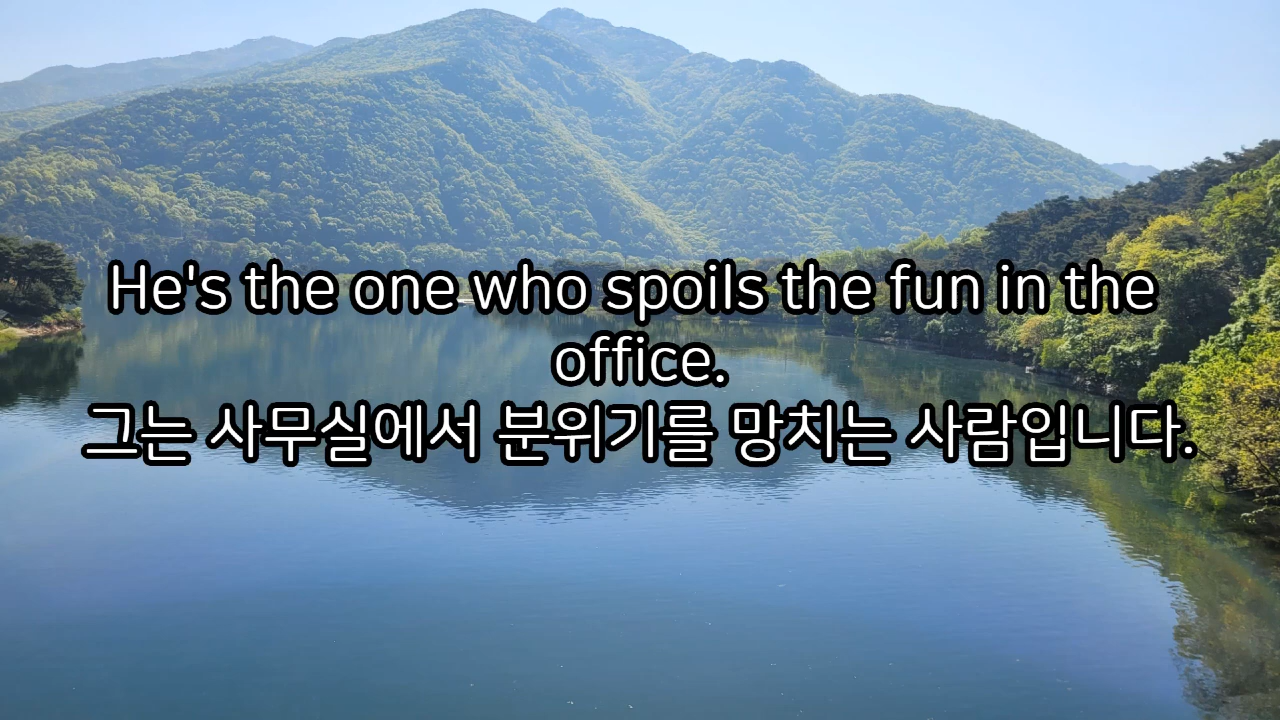 He's the one who spoils the fun in the
office.
그는 사무실에서 분위기를 망치는 사람입니다.